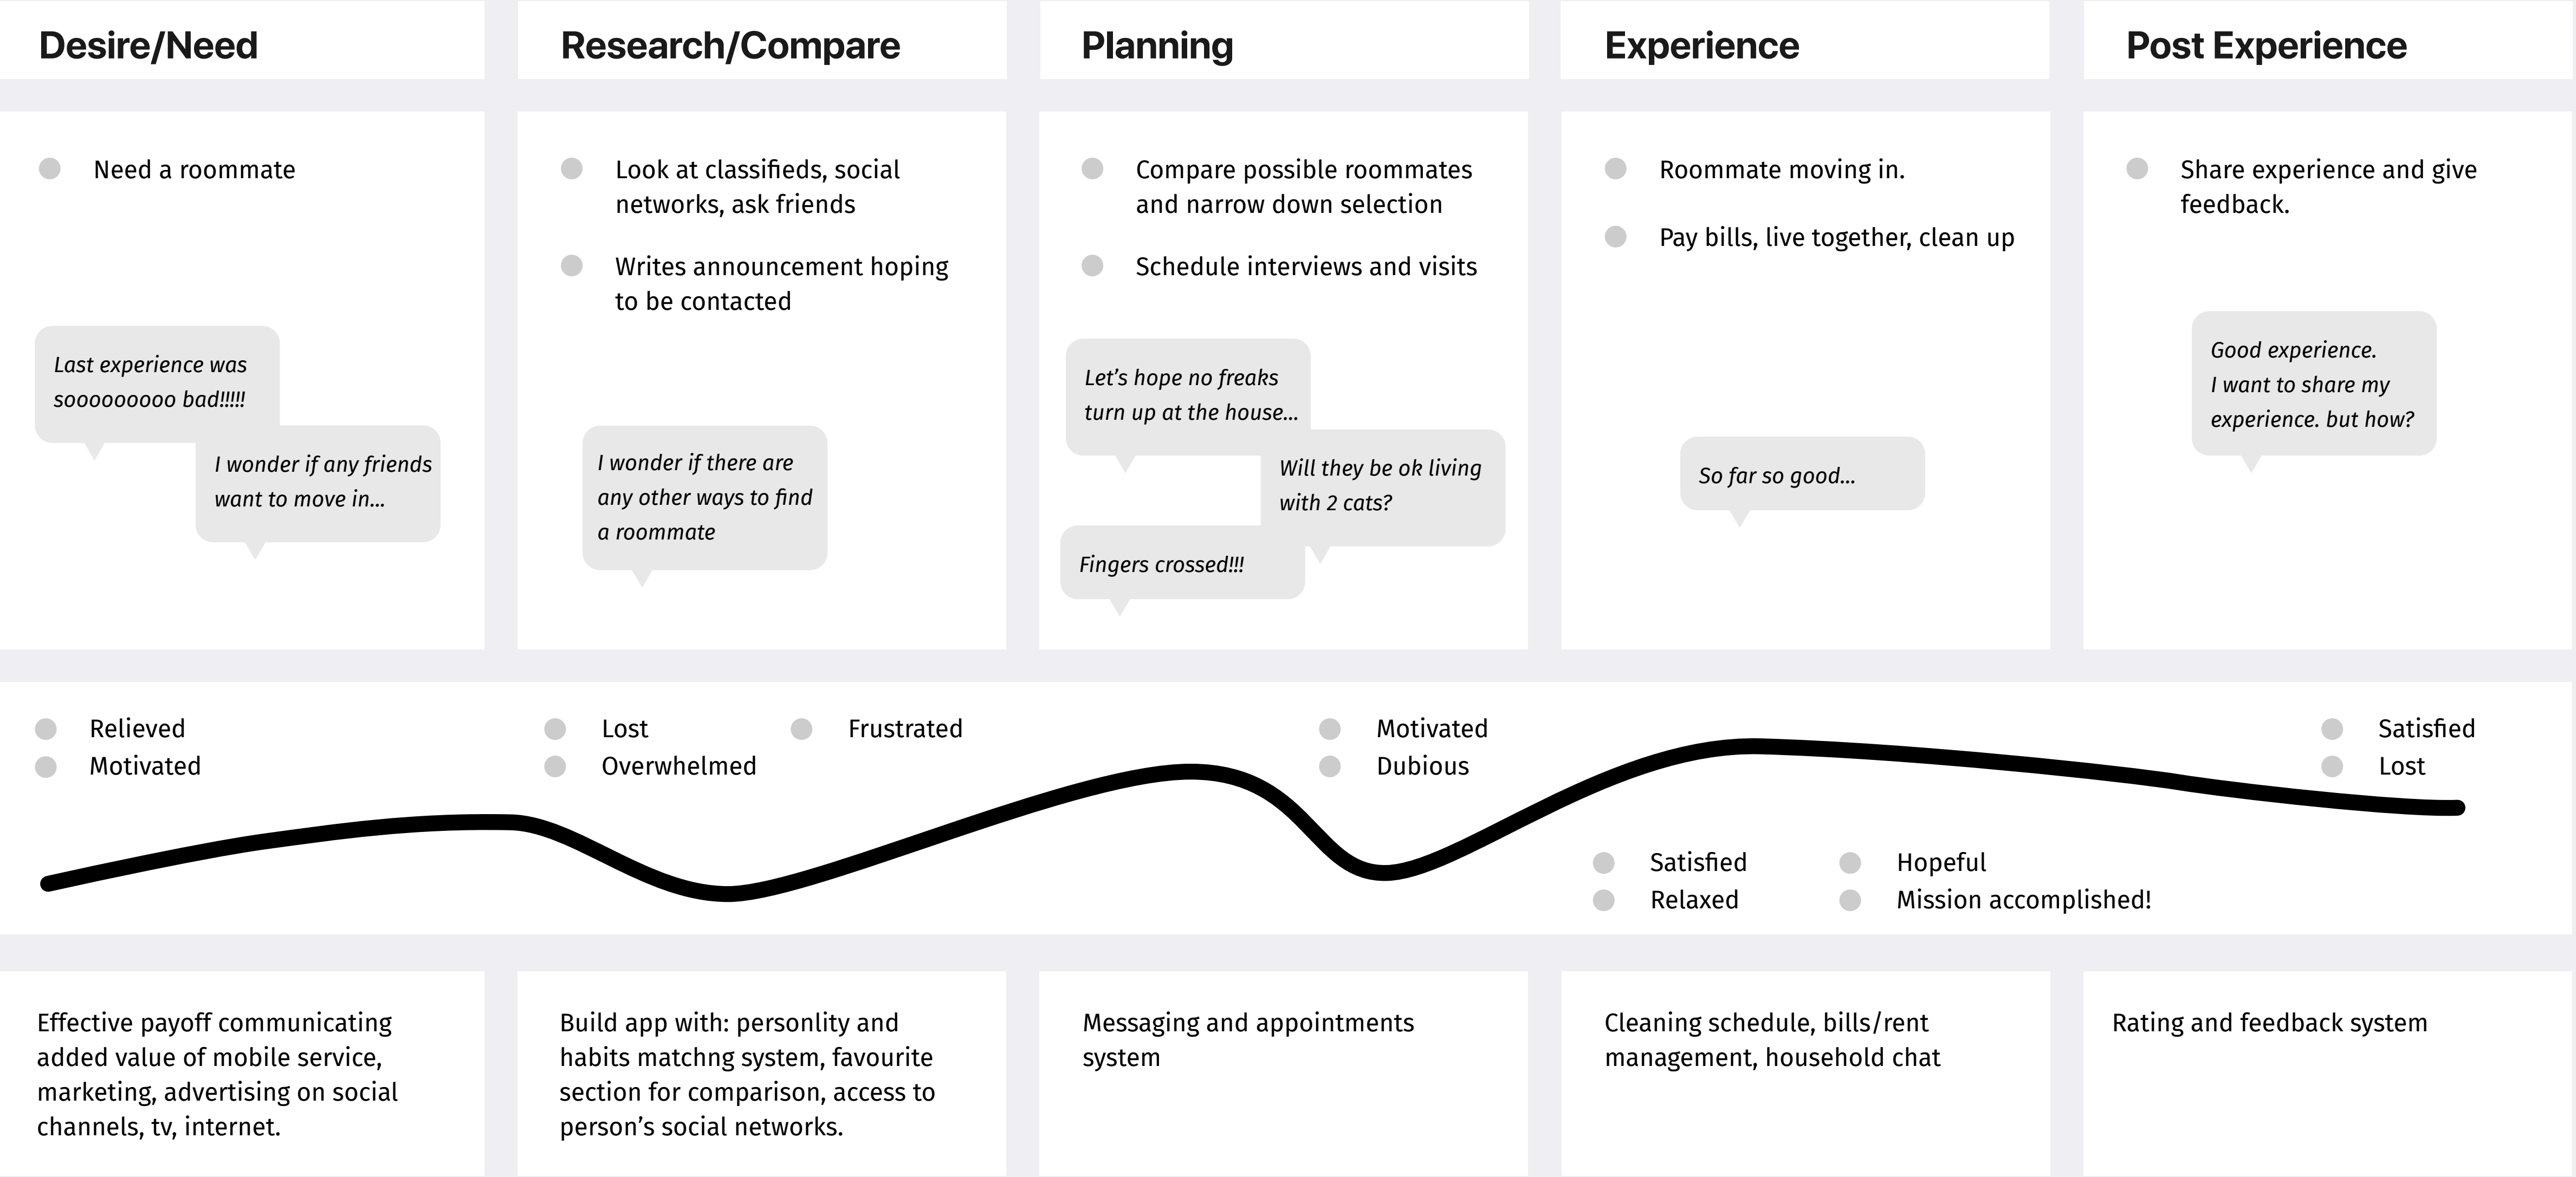 Desire/Need
Research/Compare
Planning
Experience
Post Experience
Need a roommate
Last experience was
sooooooooo bad!!!!!
I wonder if any friends
want to move in...
Look at classifieds, social
networks, ask friends
Writes announcement hoping
to be contacted
I wonder if there are
any other ways to find
a roommate
Compare possible roommates
and narrow down selection
Schedule interviews and visits
Let’s hope no freaks
turn up at the house...
Will they be ok living
with 2 cats?
Fingers crossed!!!
Roommate moving in.
Pay bills, live together, clean up
So far so good...
Share experience and give
feedback.
Good experience.
I want to share my
experience. but how?
Relieved
Motivated
Lost
Overwhelmed
Frustrated
Motivated
Dubious
Satisfied
Relaxed
Hopeful
Mission accomplished!
Satisfied
Lost
Effective payoff communicating
added value of mobile service,
marketing, advertising on social
channels, tv, internet.
Build app with: personlity and
habits matchng system, favourite
section for comparison, access to
person’s social networks.
Messaging and appointments
system
Cleaning schedule, bills/rent
management, household chat
Rating and feedback system